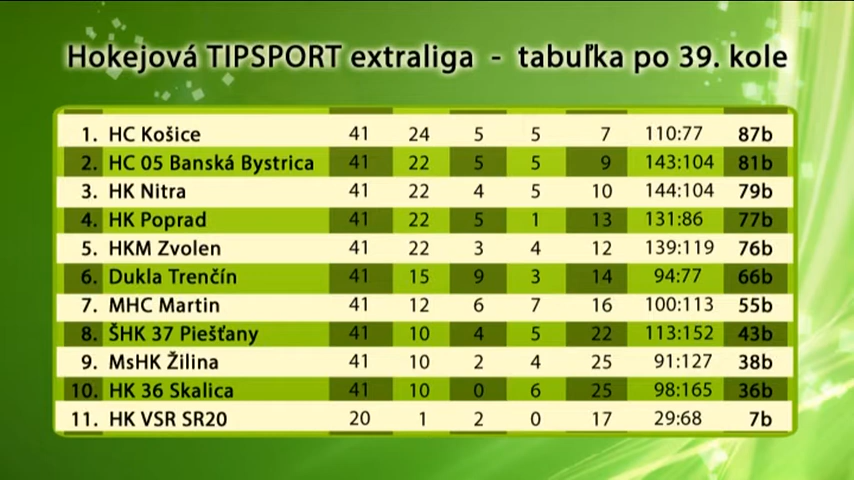 Hokejová TIPSPORT extraliga - tabuľka po 39. kole
1. HC Košice 41 24 5 5 7 110:77 87b
2. HC 05 Banská Bystrica 41 22 5 5 9 143:104 81b
3. HK Nitra 41 22 4 5 10 144:104 79b
4. HK Poprad 41 22 5 1 13 131:86 77b
5. HKM Zvolen 41 22 3 4 12 139:119 76b
6. Dukla Trenčín 41 15 9 3 14 94:77 66b
7. MHC Martin 41 12 6 7 16 100:113 55b
8. ŠHK 37 Piešťany 41 10 4 5 22 113:152 43b
9. MsHK Žilina 41 10 2 4 25 91:127 38b
10. HK 36 Skalica 41 10 0 6 25 98:165 36b
11. HK VSR SR20 20 1 2 0 17 29:68 7b